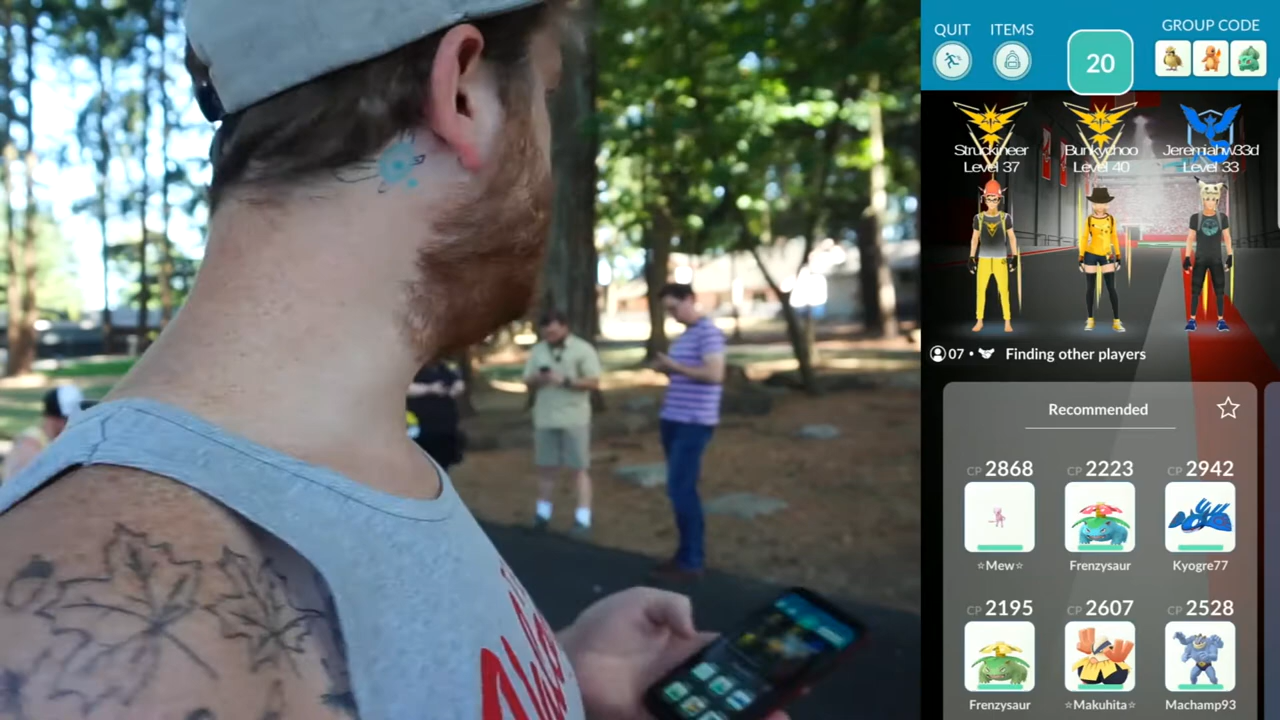 QUIT ITEMS 20 GROUP CODE
Struckineer Bunkychoo Jeremiahw33d
Level 37 Level 40 Level 33
07 • Finding other players
Recommended
CP 2868 CP 2223 CP 2942
☆Mew☆ Frenzysaur Kyogre77
CP 2195 CP 2607 CP 2528
Frenzysaur ☆Makuhita☆ Machamp93